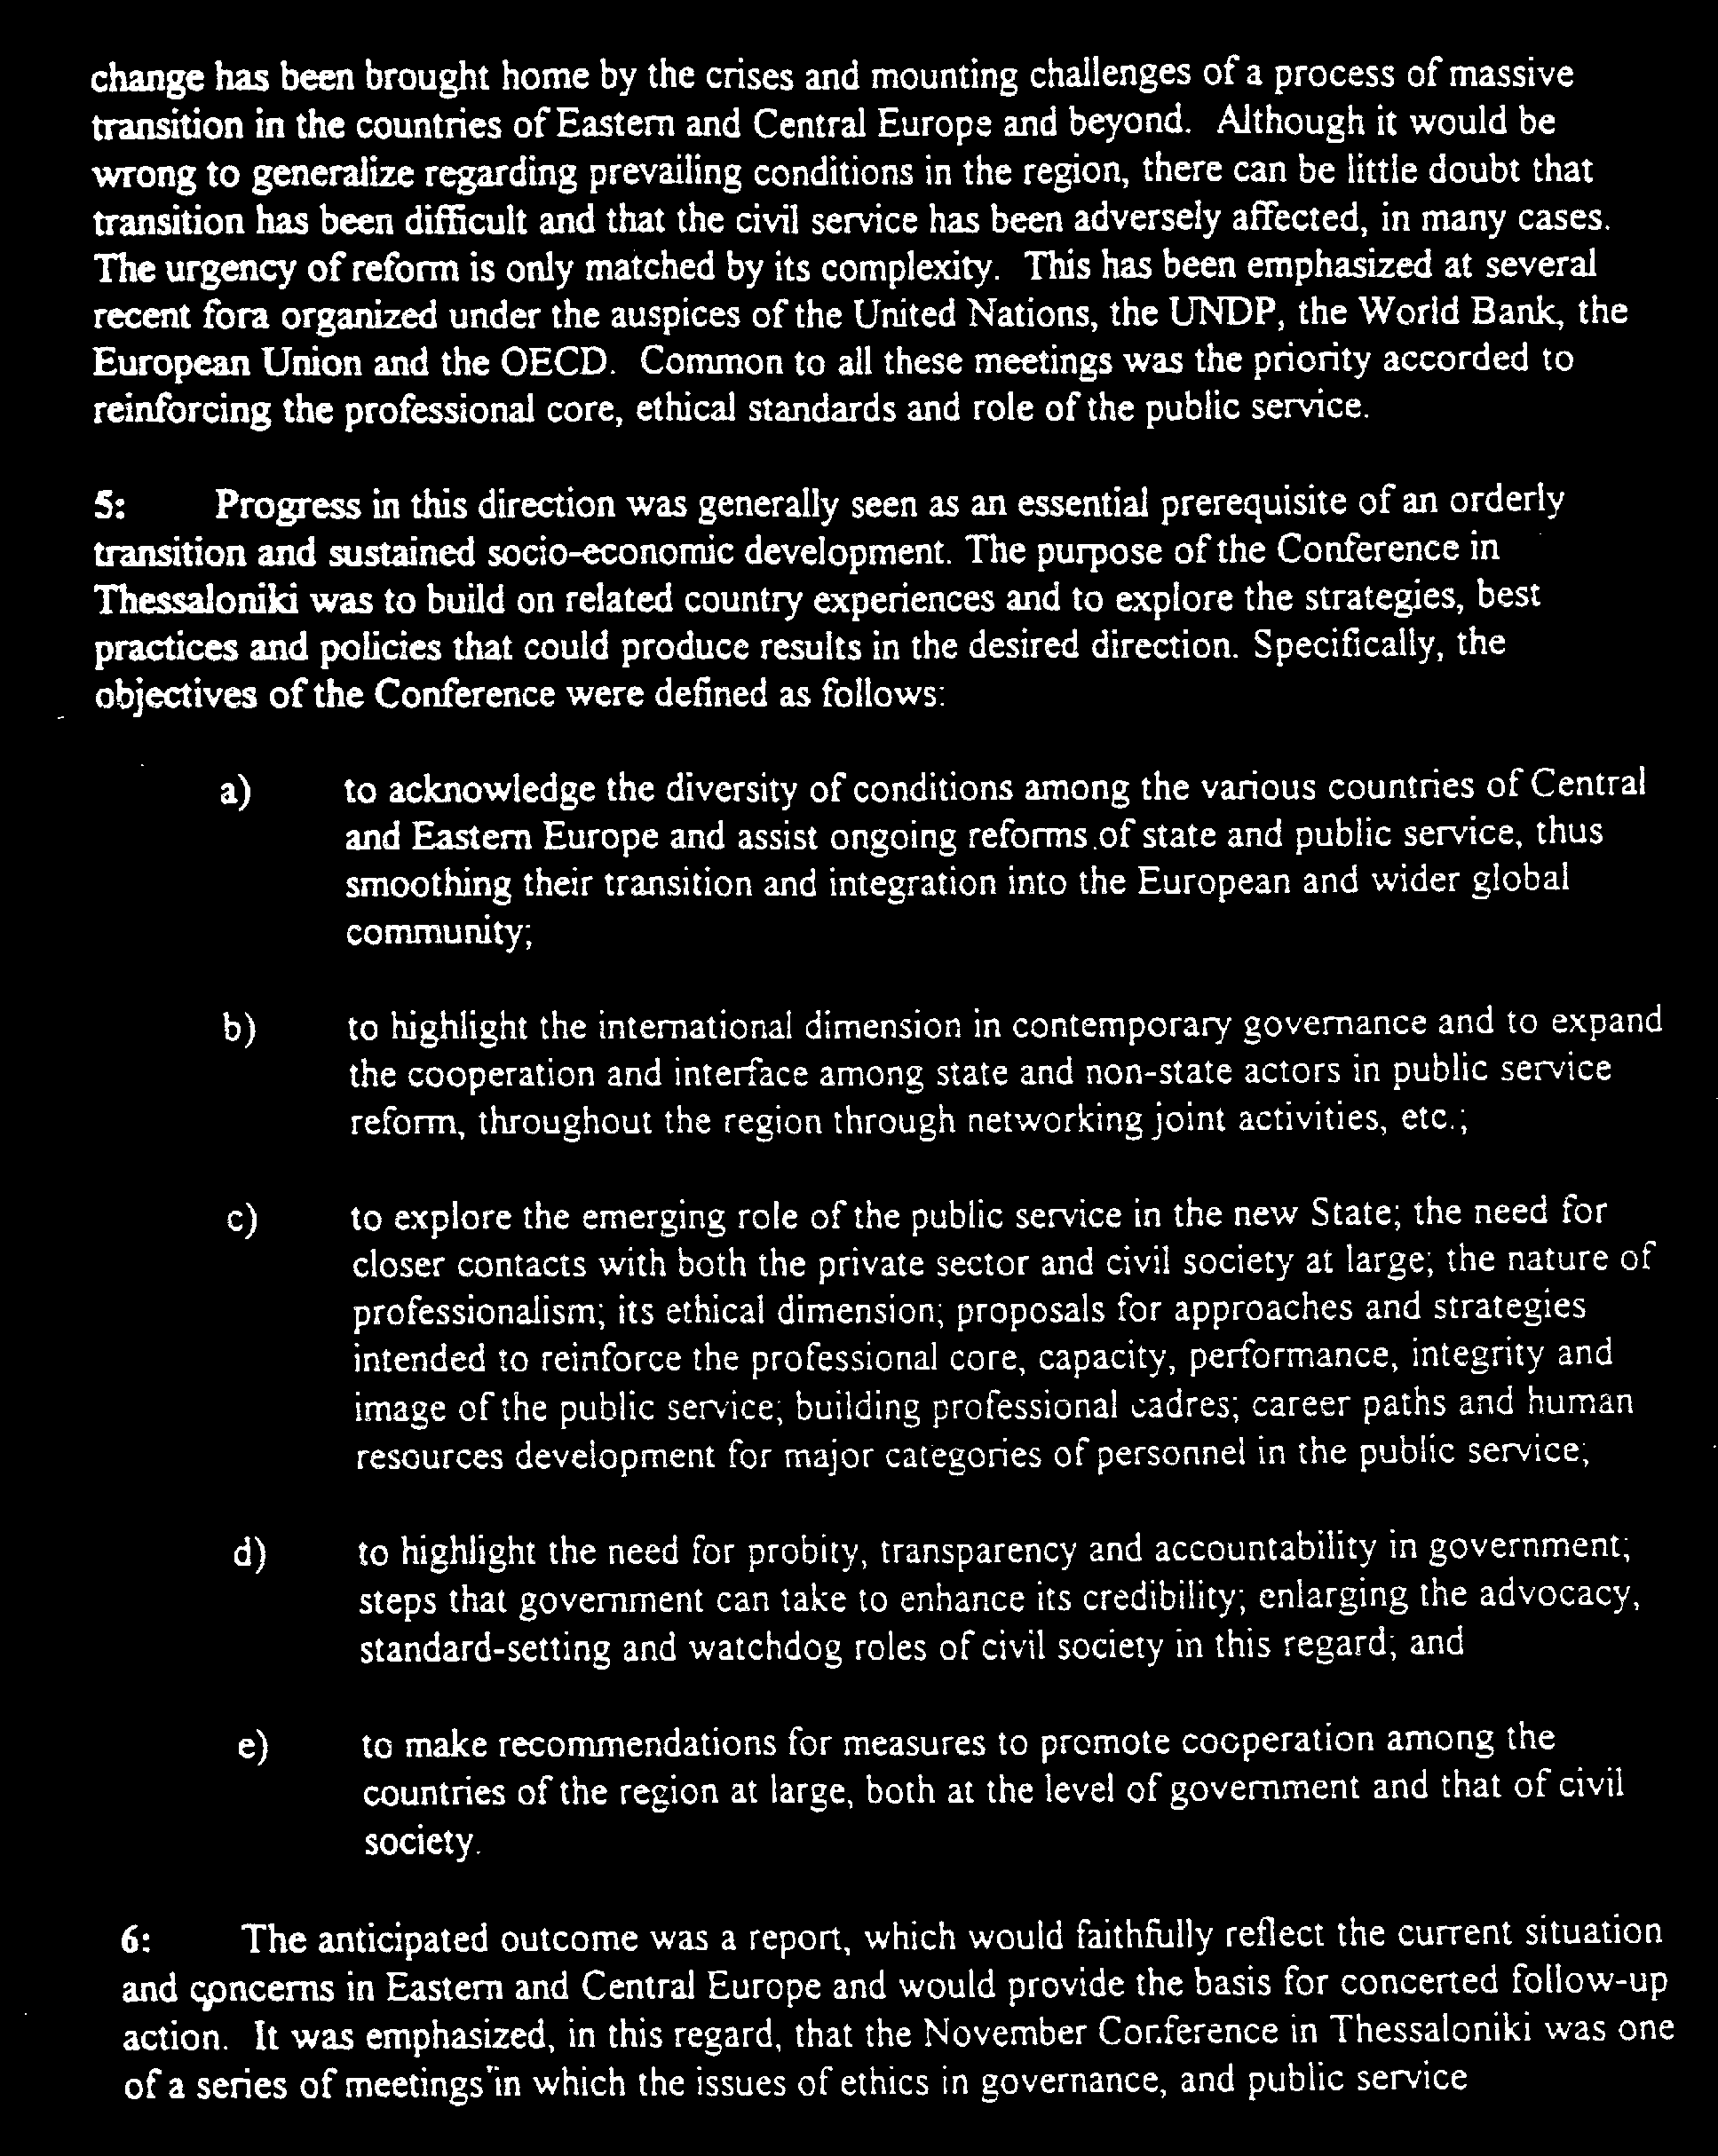 change has been brought home by the crises and mounting challenges of a process of massive
transition in the countries of Eastern and Central Europe and beyond. Although it would be
wrong to generalize regarding prevailing conditions in the region, there can be little doubt that
transition has been difficult and that the civil service has been adversely affected, in many cases.
The urgency of reform is only matched by its complexity. This has been emphasized at several
recent fora organized under the auspices of the United Nations, the UNDP, the World Bank, the
European Union and the OECD. Common to all these meetings was the priority accorded to
reinforcing the professional core, ethical standards and role of the public service.
5: Progress in this direction was generally seen as an essential prerequisite of an orderly
transition and sustained socio-economic development. The purpose of the Conference in
Thessaloniki was to build on related country experiences and to explore the strategies, best
practices and policies that could produce results in the desired direction. Specifically, the
objectives of the Conference were defined as follows:
a) to acknowledge the diversity of conditions among the various countries of Central
and Eastern Europe and assist ongoing reforms of state and public service, thus
smoothing their transition and integration into the European and wider global
community;
b) to highlight the international dimension in contemporary governance and to expand
the cooperation and interface among state and non-state actors in public service
reform, throughout the region through networking joint activities, etc.;
c) to explore the emerging role of the public service in the new State; the need for
closer contacts with both the private sector and civil society at large; the nature of
professionalism; its ethical dimension; proposals for approaches and strategies
intended to reinforce the professional core, capacity, performance, integrity and
image of the public service; building professional cadres; career paths and human
resources development for major categories of personnel in the public service;
d) to highlight the need for probity, transparency and accountability in government;
steps that government can take to enhance its credibility; enlarging the advocacy,
standard-setting and watchdog roles of civil society in this regard; and
e) to make recommendations for measures to promote cooperation among the
countries of the region at large, both at the level of government and that of civil
society.
6: The anticipated outcome was a report, which would faithfully reflect the current situation
and concerns in Eastern and Central Europe and would provide the basis for concerted follow-up
action. It was emphasized, in this regard, that the November Conference in Thessaloniki was one
of a series of meetings in which the issues of ethics in governance, and public service